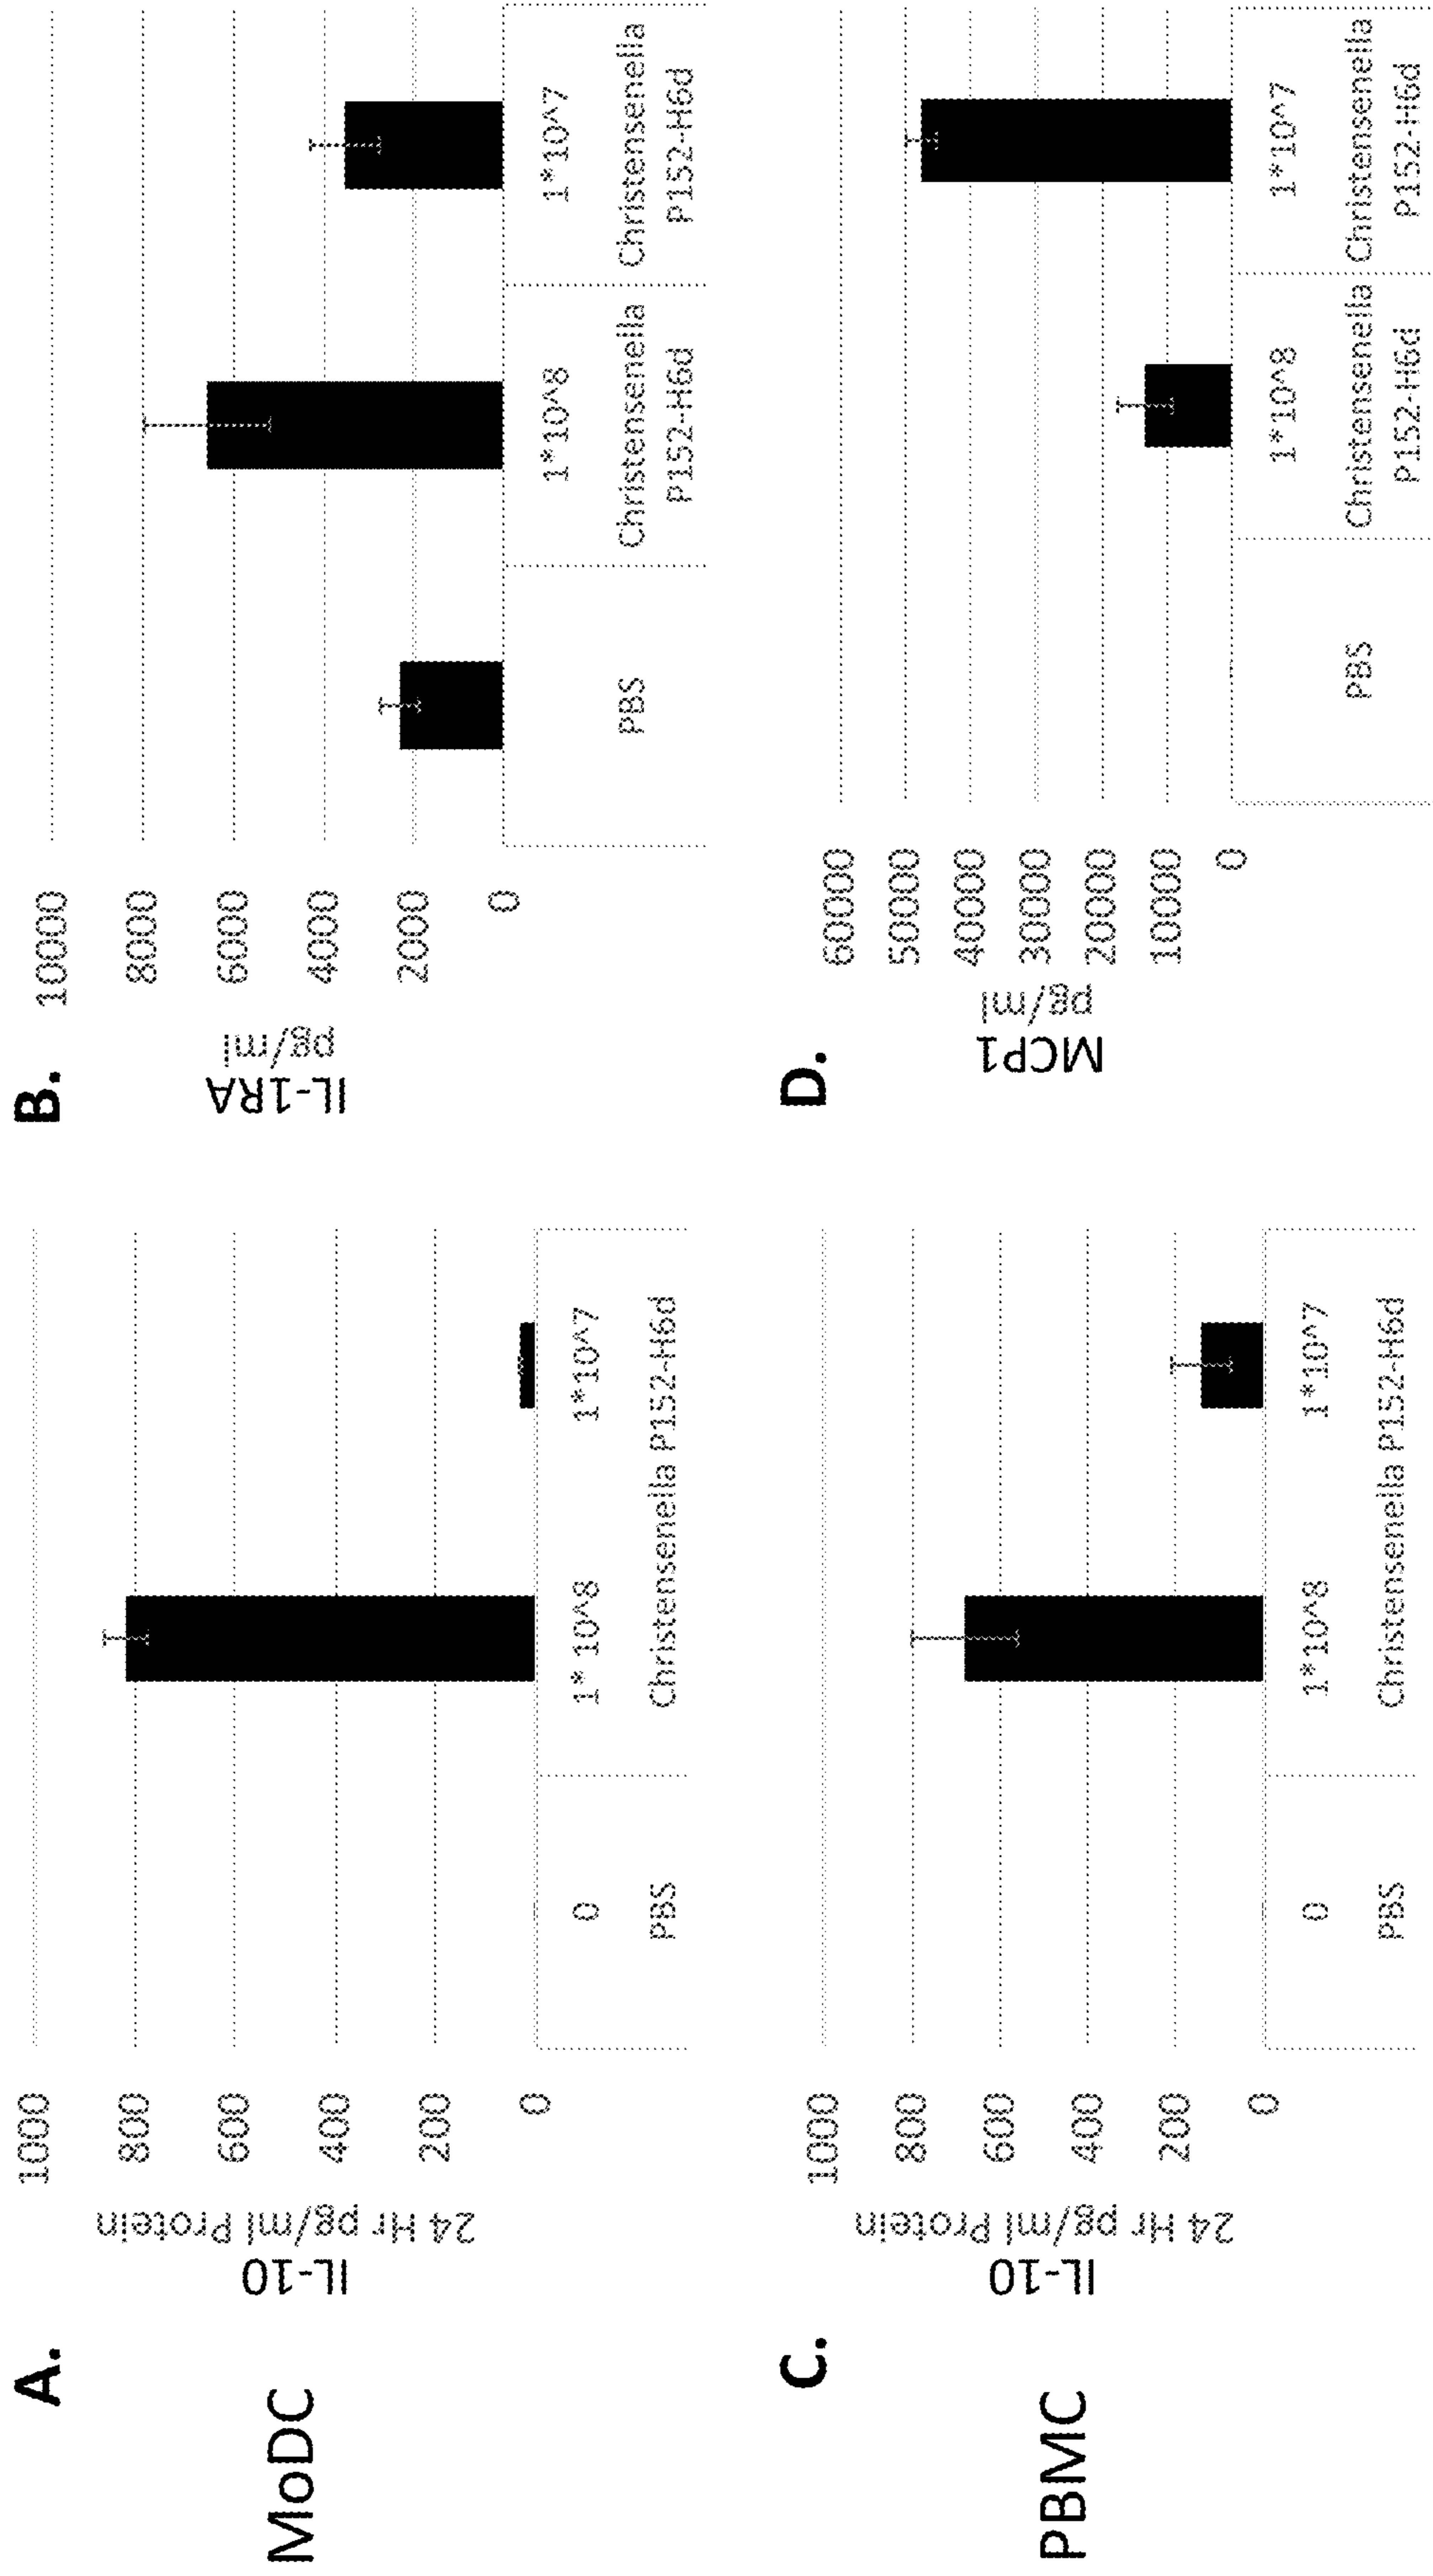 MoDC
A.
IL-10
24 Hr pg/ml Protein
1000
800
600
400
200
0
0
1* 10^8
1*10^7
PBS
Christensenella P152-H6d
B.
IL-1RA
pg/ml
10000
8000
6000
4000
2000
0
1*10^8
1*10^7
PBS
Christensenella
P152-H6d
Christensenella
P152-H6d
PBMC
C.
IL-10
24 Hr pg/ml Protein
1000
800
600
400
200
0
0
1*10^8
1*10^7
PBS
Christensenella P152-H6d
D.
MCP1
pg/ml
60000
50000
40000
30000
20000
10000
0
1*10^8
1*10^7
PBS
Christensenella
P152-H6d
Christensenella
P152-H6d